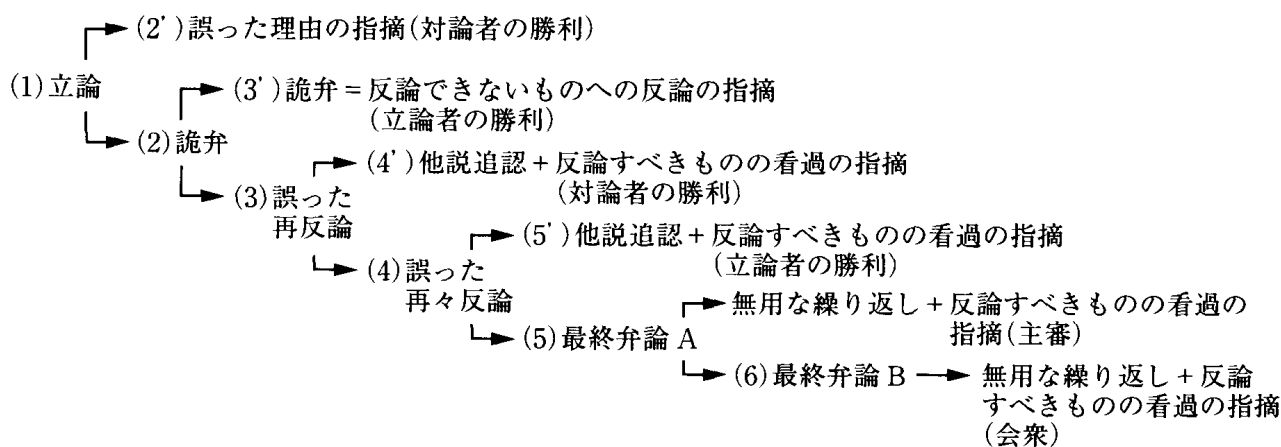 (2')誤った理由の指摘(対論者の勝利)
(1)立論
(3')詭弁=反論できないものへの反論の指摘
(立論者の勝利)
(2)詭弁
(4')他説追認+反論すべきものの看過の指摘
(対論者の勝利)
(3)誤った
再反論
(5')他説追認+反論すべきものの看過の指摘
(立論者の勝利)
(4)誤った
再々反論
無用な繰り返し+反論すべきものの看過の
指摘(主審)
(5)最終弁論 A
(6)最終弁論 B
無用な繰り返し+反論
すべきものの看過の指摘
(会衆)